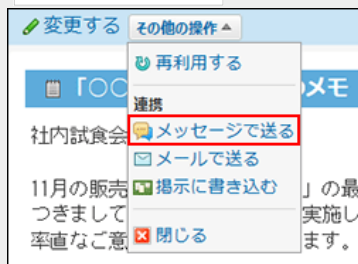 変更する その他の操作▲
再利用する
「〇〇 のメモ
連携
社内試食会 メッセージで送る
メールで送る
11月の販売 掲示に書き込む 」の最
つきまして 実施し
率直なご意 閉じる ます。